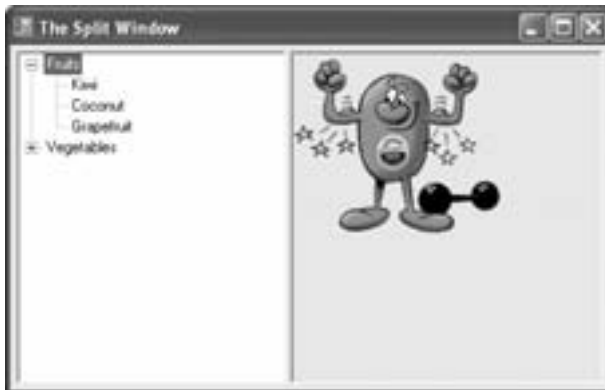 The Split Window
Fruits
Kiwi
Coconut
Grapefruit
Vegetables